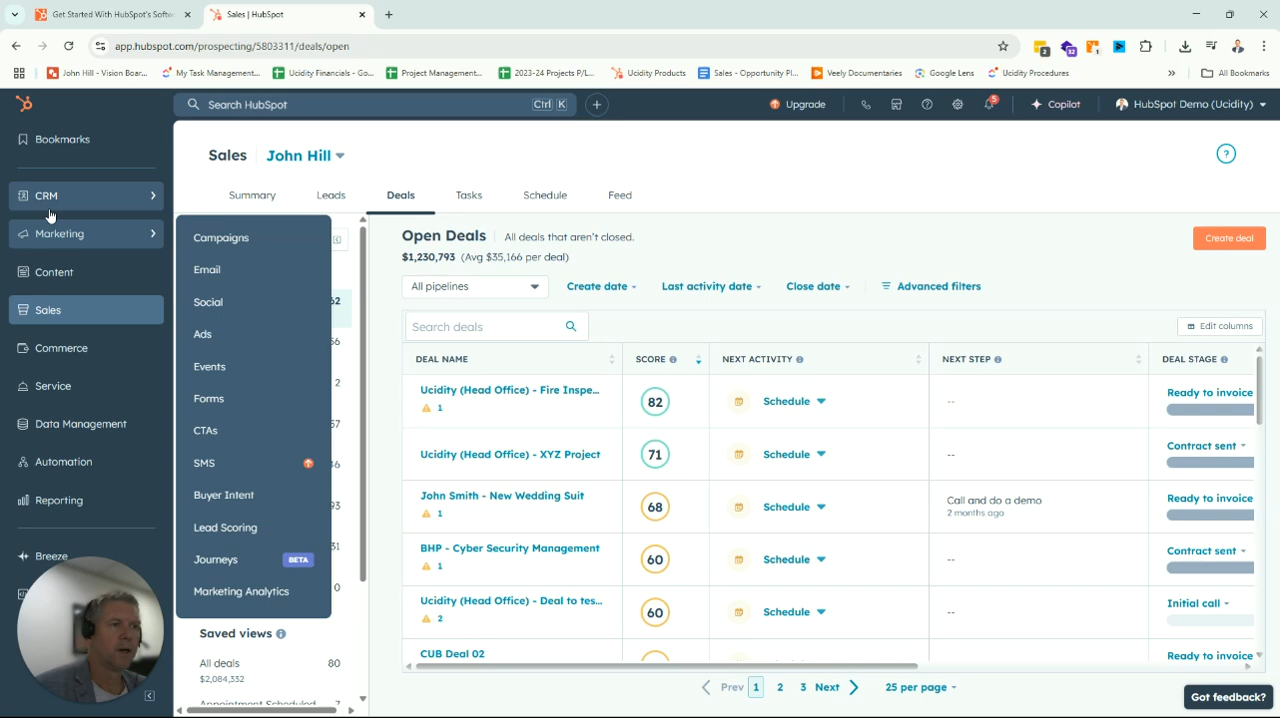 Get Started With HubSpot's Softw
Sales | HubSpot
app.hubspot.com/prospecting/5803311/deals/open
John Hill - Vision Boar...
My Task Management...
Ucidity Financials - Go...
Project Management...
2023-24 Projects P/L...
Ucidity Products
Sales - Opportunity Pl...
Veely Documentaries
Google Lens
Ucidity Procedures
All Bookmarks
Search HubSpot
Ctrl K
Upgrade
5
Copilot
HubSpot Demo (Ucidity)
Bookmarks
CRM
Marketing
Content
Sales
Commerce
Service
Data Management
Automation
Reporting
Breeze
Sales
John Hill
Summary
Leads
Deals
Tasks
Schedule
Feed
Campaigns
Email
Social
Ads
Events
Forms
CTAs
SMS
Buyer Intent
Lead Scoring
Journeys BETA
Marketing Analytics
Saved views
All deals 80
$2,084,332
Open Deals All deals that aren't closed.
$1,230,793 (Avg $35,166 per deal)
Create deal
All pipelines
Create date
Last activity date
Close date
Advanced filters
Search deals
Edit columns
DEAL NAME SCORE NEXT ACTIVITY NEXT STEP DEAL STAGE
Ucidity (Head Office) - Fire Inspe... 82 Schedule -- Ready to invoice
1
Ucidity (Head Office) - XYZ Project 71 Schedule -- Contract sent
John Smith - New Wedding Suit 68 Schedule Call and do a demo Ready to invoice
1 2 months ago
BHP - Cyber Security Management 60 Schedule -- Contract sent
1
Ucidity (Head Office) - Deal to tes... 60 Schedule -- Initial call
2
CUB Deal 02 Ready to invoice
Prev 1 2 3 Next
25 per page
Got feedback?